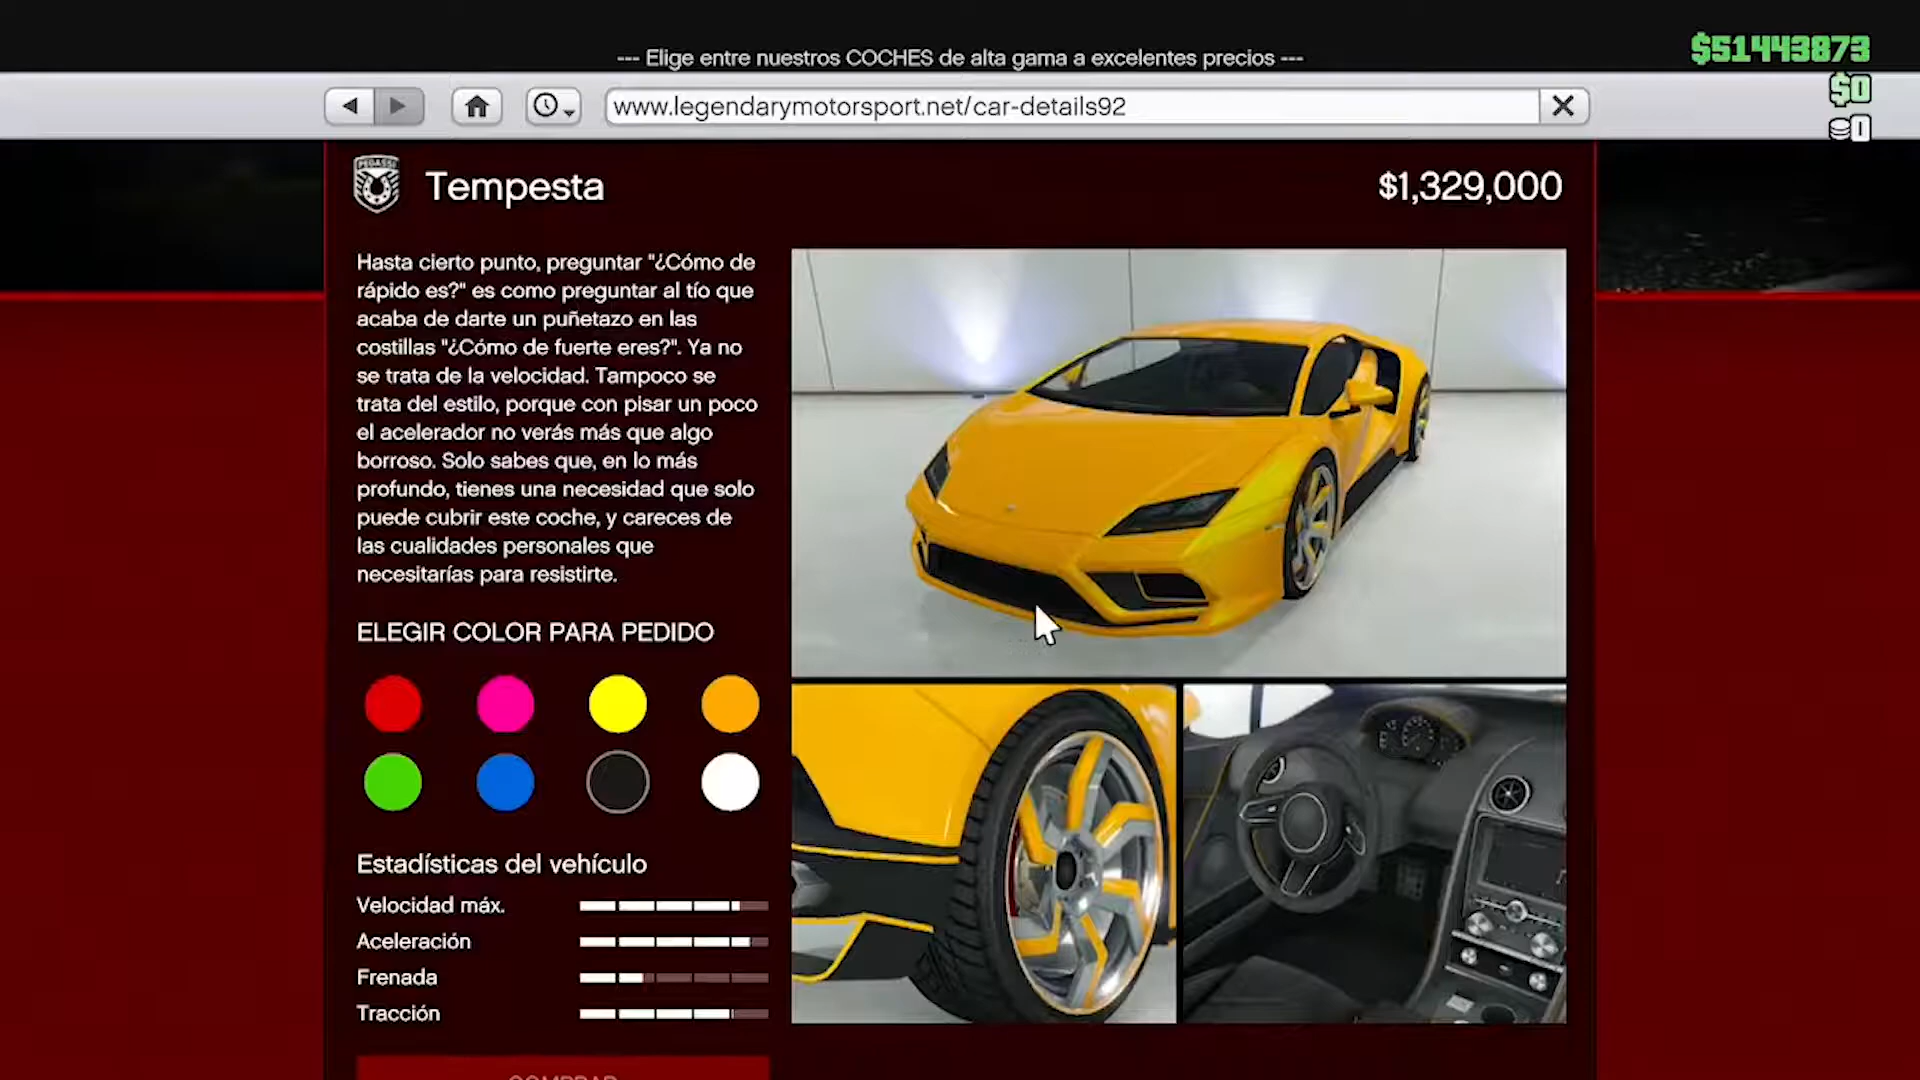 --- Elige entre nuestros COCHES de alta gama a excelentes precios ---
$51443873
$0
0
www.legendarymotorsport.net/car-details92
PEGASSI
Tempesta
$1,329,000
Hasta cierto punto, preguntar "¿Cómo de
rápido es?" es como preguntar al tío que
acaba de darte un puñetazo en las
costillas "¿Cómo de fuerte eres?". Ya no
se trata de la velocidad. Tampoco se
trata del estilo, porque con pisar un poco
el acelerador no verás más que algo
borroso. Solo sabes que, en lo más
profundo, tienes una necesidad que solo
puede cubrir este coche, y careces de
las cualidades personales que
necesitarías para resistirte.
ELEGIR COLOR PARA PEDIDO
Estadísticas del vehículo
Velocidad máx.
Aceleración
Frenada
Tracción
COMPRAR